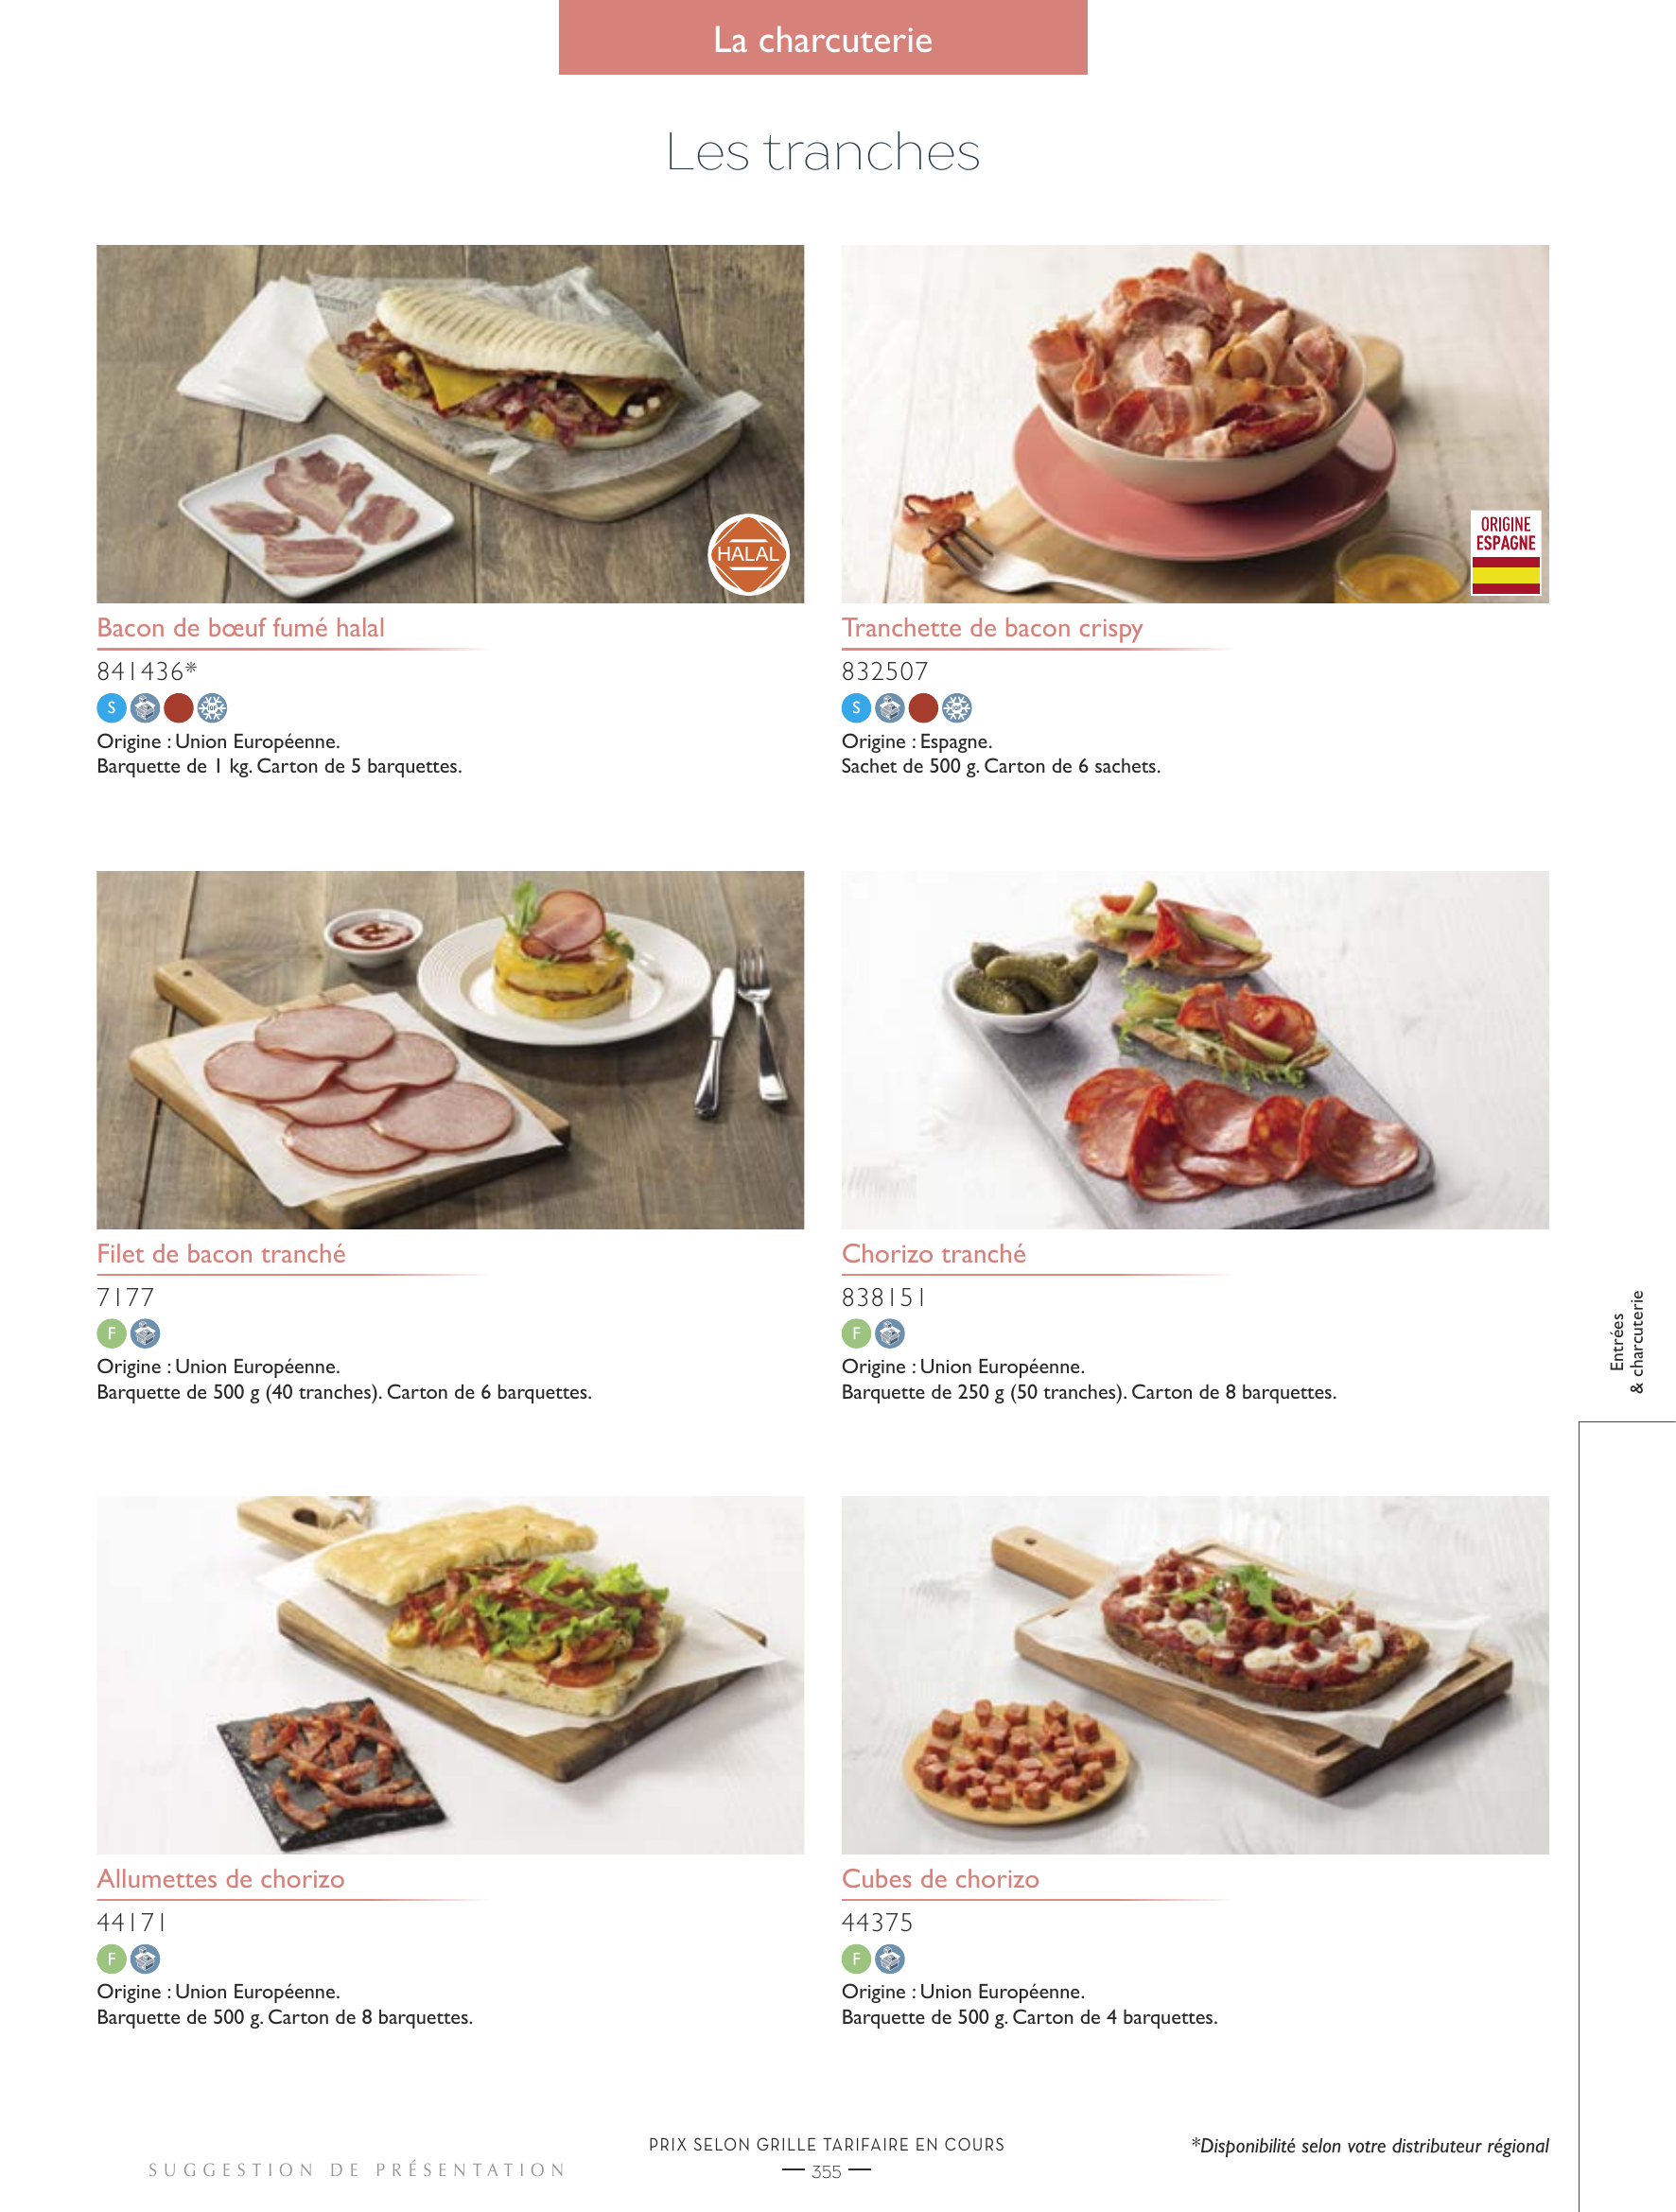 La charcuterie
Les tranches
HALAL
ORIGINE
ESPAGNE
Bacon de bœuf fumé halal
841436*
S
Origine : Union Européenne.
Barquette de 1 kg. Carton de 5 barquettes.
Tranchette de bacon crispy
832507
S
Origine : Espagne.
Sachet de 500 g. Carton de 6 sachets.
Filet de bacon tranché
7177
F
Origine : Union Européenne.
Barquette de 500 g (40 tranches). Carton de 6 barquettes.
Chorizo tranché
838151
F
Origine : Union Européenne.
Barquette de 250 g (50 tranches). Carton de 8 barquettes.
Entrées
& charcuterie
Allumettes de chorizo
44171
F
Origine : Union Européenne.
Barquette de 500 g. Carton de 8 barquettes.
Cubes de chorizo
44375
F
Origine : Union Européenne.
Barquette de 500 g. Carton de 4 barquettes.
SUGGESTION DE PRÉSENTATION
PRIX SELON GRILLE TARIFAIRE EN COURS
355
*Disponibilité selon votre distributeur régional